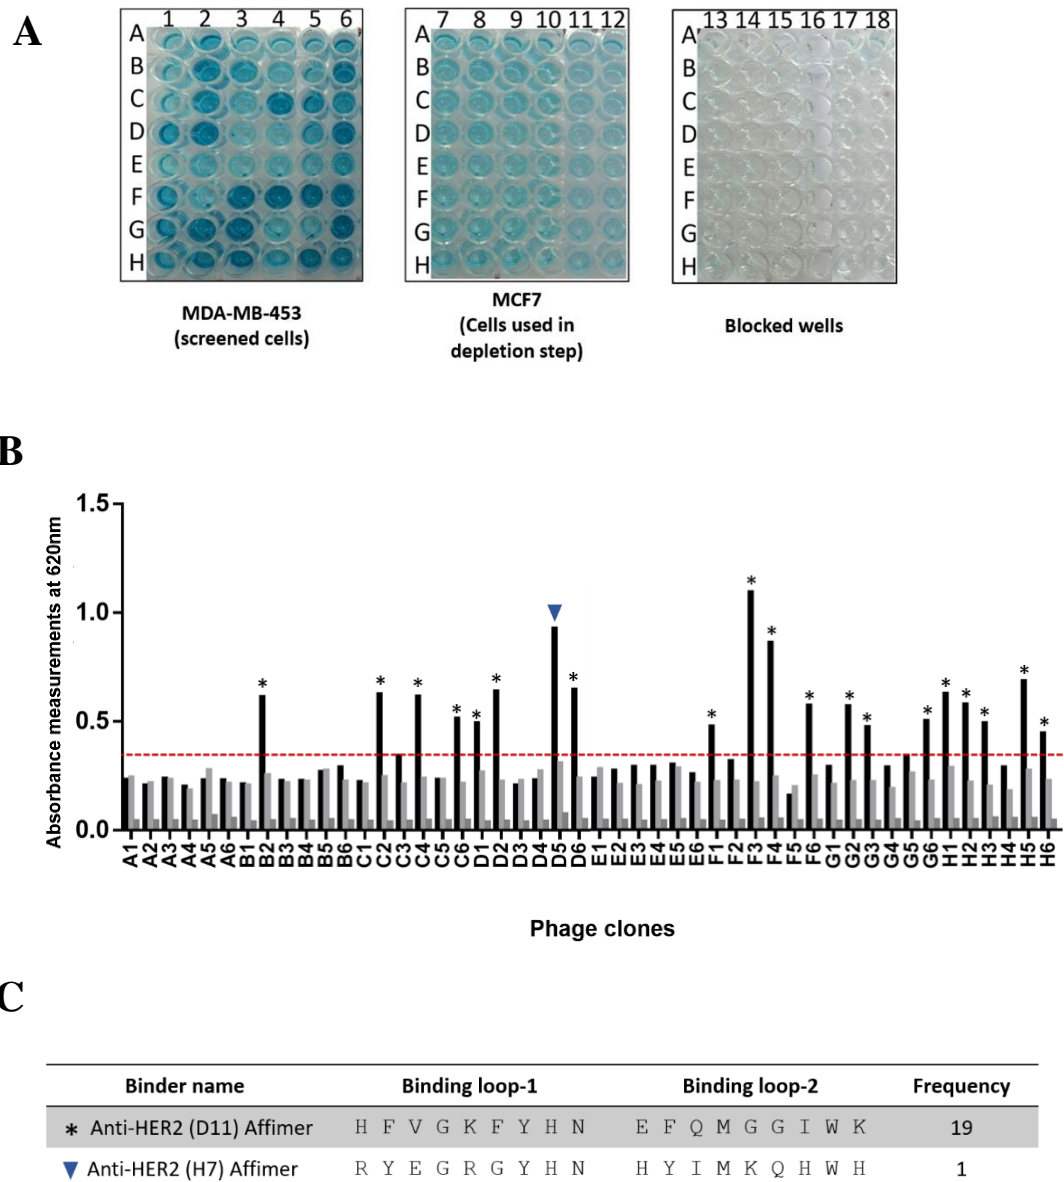 A
1 2 3 4 5 6
A
B
C
D
E
F
G
H
MDA-MB-453
(screened cells)
7 8 9 10 11 12
A
B
C
D
E
F
G
H
MCF7
(Cells used in
depletion step)
13 14 15 16 17 18
A
B
C
D
E
F
G
H
Blocked wells
B
Absorbance measurements at 620nm
1.5
1.0
0.5
0.0
* * * * * * * * * * * * * * * * * * *
A1 A2 A3 A4 A5 A6 B1 B2 B3 B4 B5 B6 C1 C2 C3 C4 C5 C6 D1 D2 D3 D4 D5 D6 E1 E2 E3 E4 E5 E6 F1 F2 F3 F4 F5 F6 G1 G2 G3 G4 G5 G6 H1 H2 H3 H4 H5 H6
Phage clones
C
Binder name Binding loop-1 Binding loop-2 Frequency
* Anti-HER2 (D11) Affimer H F V G K F Y H N E F Q M G G I W K 19
Anti-HER2 (H7) Affimer R Y E G R G Y H N H Y I M K Q H W H 1